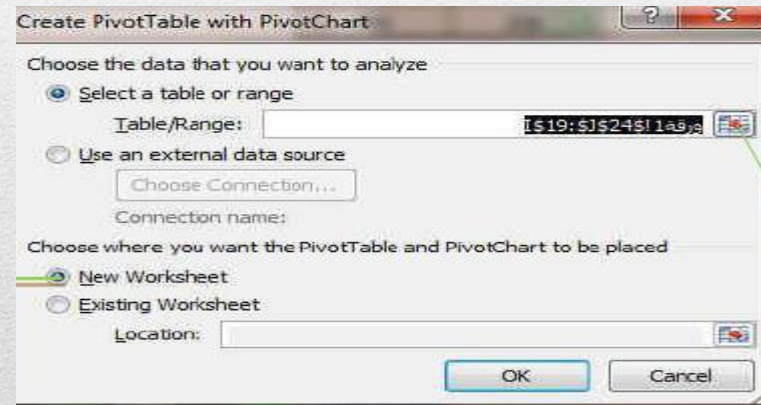 Create PivotTable with PivotChart
Choose the data that you want to analyze
Select a table or range
Table/Range: ورقة1!$I$19:$J$24
Use an external data source
Choose Connection...
Connection name:
Choose where you want the PivotTable and PivotChart to be placed
New Worksheet
Existing Worksheet
Location:
OK Cancel